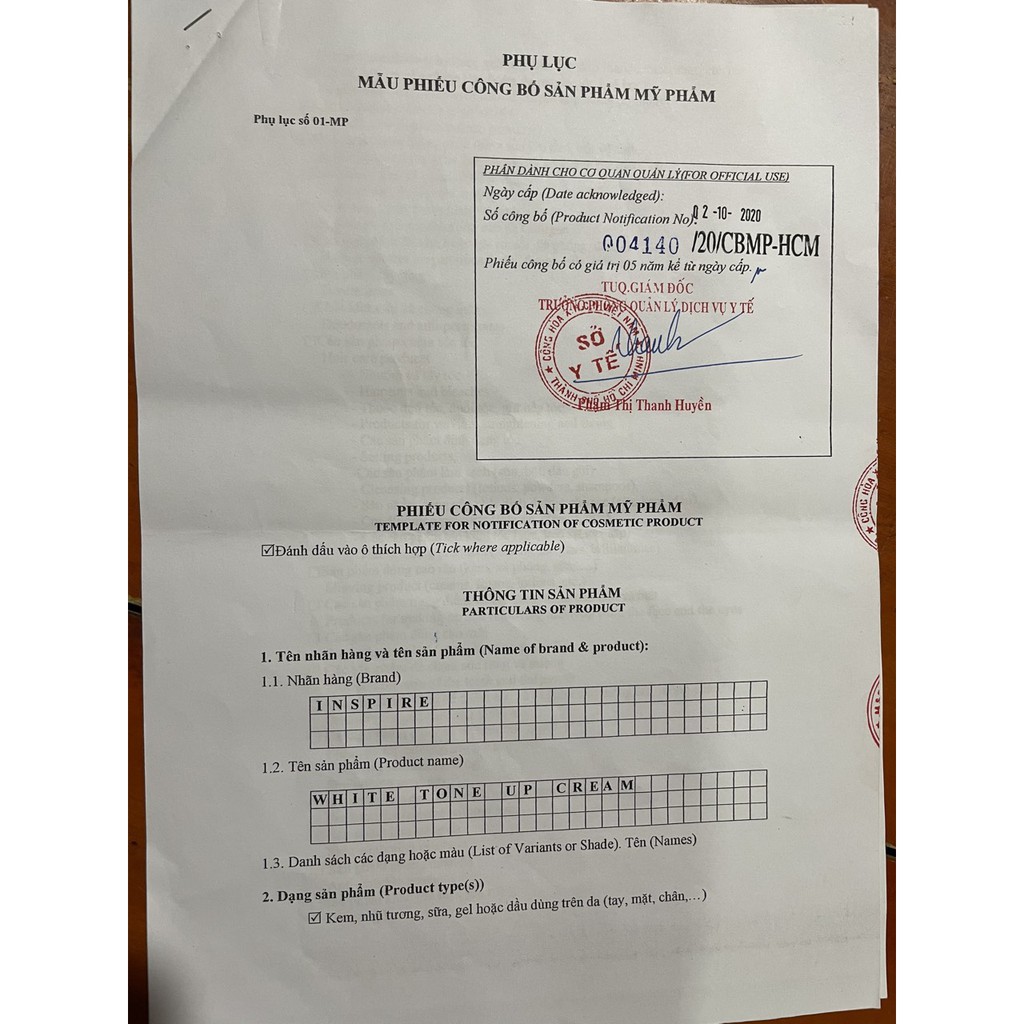 PHỤ LỤC
MẪU PHIẾU CÔNG BỐ SẢN PHẨM MỸ PHẨM
Phụ lục số 01-MP
PHẦN DÀNH CHO CƠ QUAN QUẢN LÝ(FOR OFFICIAL USE)
Ngày cấp (Date acknowledged):
02-10- 2020
Số công bố (Product Notification No):
004140 /20/CBMP-HCM
Phiếu công bố có giá trị 05 năm kể từ ngày cấp.
TUQ.GIÁM ĐỐC
TRƯỞNG PHÒNG QUẢN LÝ DỊCH VỤ Y TẾ
SỞ
Y TẾ
THÀNH PHỐ HỒ CHÍ MINH
Phạm Thị Thanh Huyền
CỘNG HÒA X
PHIẾU CÔNG BỐ SẢN PHẨM MỸ PHẨM
TEMPLATE FOR NOTIFICATION OF COSMETIC PRODUCT
☑Đánh dấu vào ô thích hợp (Tick where applicable)
THÔNG TIN SẢN PHẨM
PARTICULARS OF PRODUCT
1. Tên nhãn hàng và tên sản phẩm (Name of brand & product):
1.1. Nhãn hàng (Brand)
INSPIRE
1.2. Tên sản phẩm (Product name)
WHITE TONE UP CREAM
1.3. Danh sách các dạng hoặc màu (List of Variants or Shade). Tên (Names)
2. Dạng sản phẩm (Product type(s))
☑ Kem, nhũ tương, sữa, gel hoặc dầu dùng trên da (tay, mặt, chân,…)